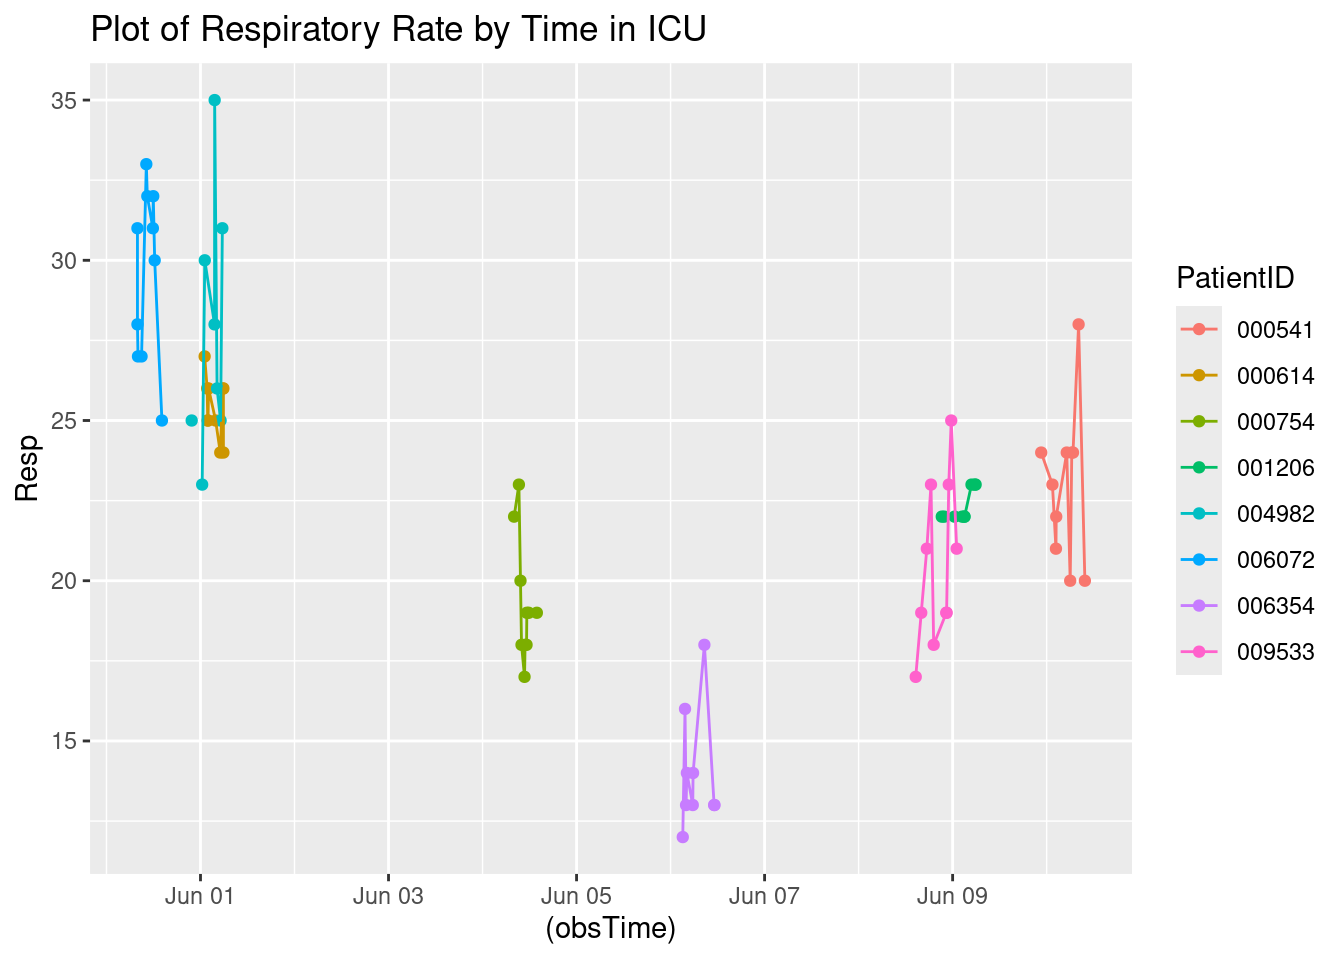 Plot of Respiratory Rate by Time in ICU
35
30
25
20
15
Resp
Jun 01 Jun 03 Jun 05 Jun 07 Jun 09
(obsTime)
PatientID
000541
000614
000754
001206
004982
006072
006354
009533